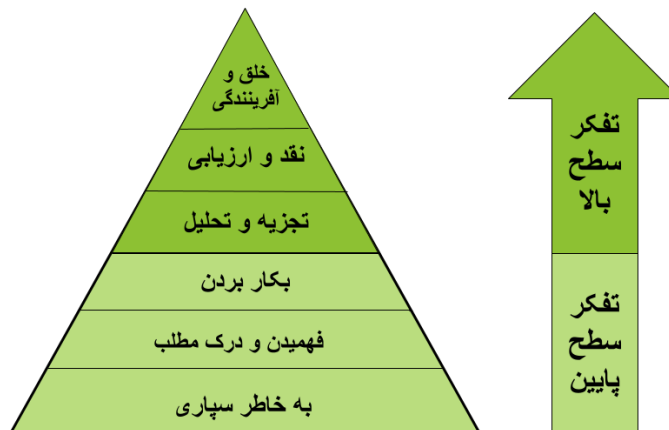 خلق و
آفرینندگی
نقد و ارزیابی
تجزیه و تحلیل
بکار بردن
فهمیدن و درک مطلب
به خاطر سپاری
تفکر
سطح
بالا
تفکر
سطح
پایین